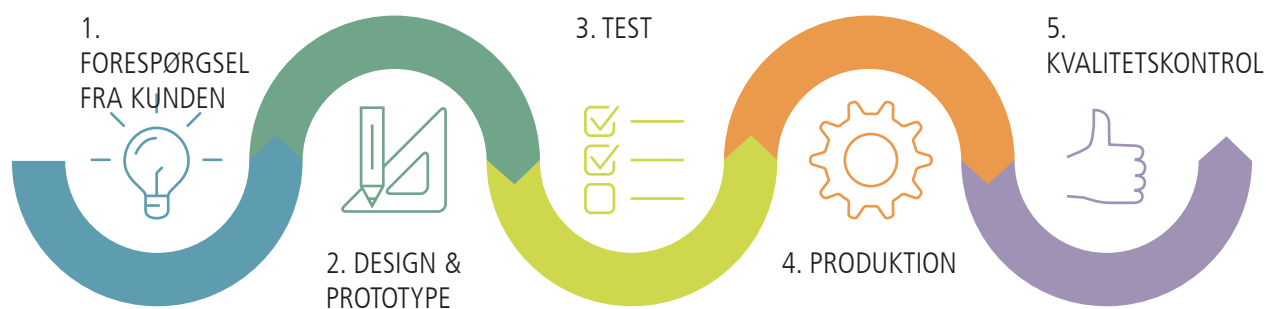 1.
FORESPØRGSEL
FRA KUNDEN
2. DESIGN &
PROTOTYPE
3. TEST
4. PRODUKTION
5.
KVALITETSKONTROL